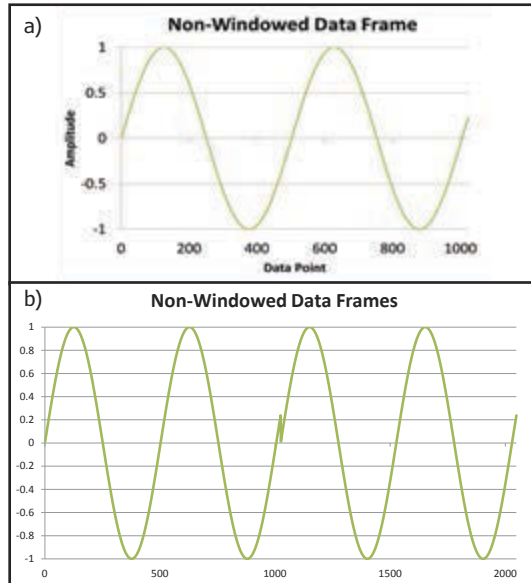 a)
Non-Windowed Data Frame
1
0.5
0
-0.5
-1
Amplitude
0 200 400 600 800 1000
Data Point
b)
Non-Windowed Data Frames
1
0.8
0.6
0.4
0.2
0
-0.2
-0.4
-0.6
-0.8
-1
0 500 1000 1500 2000